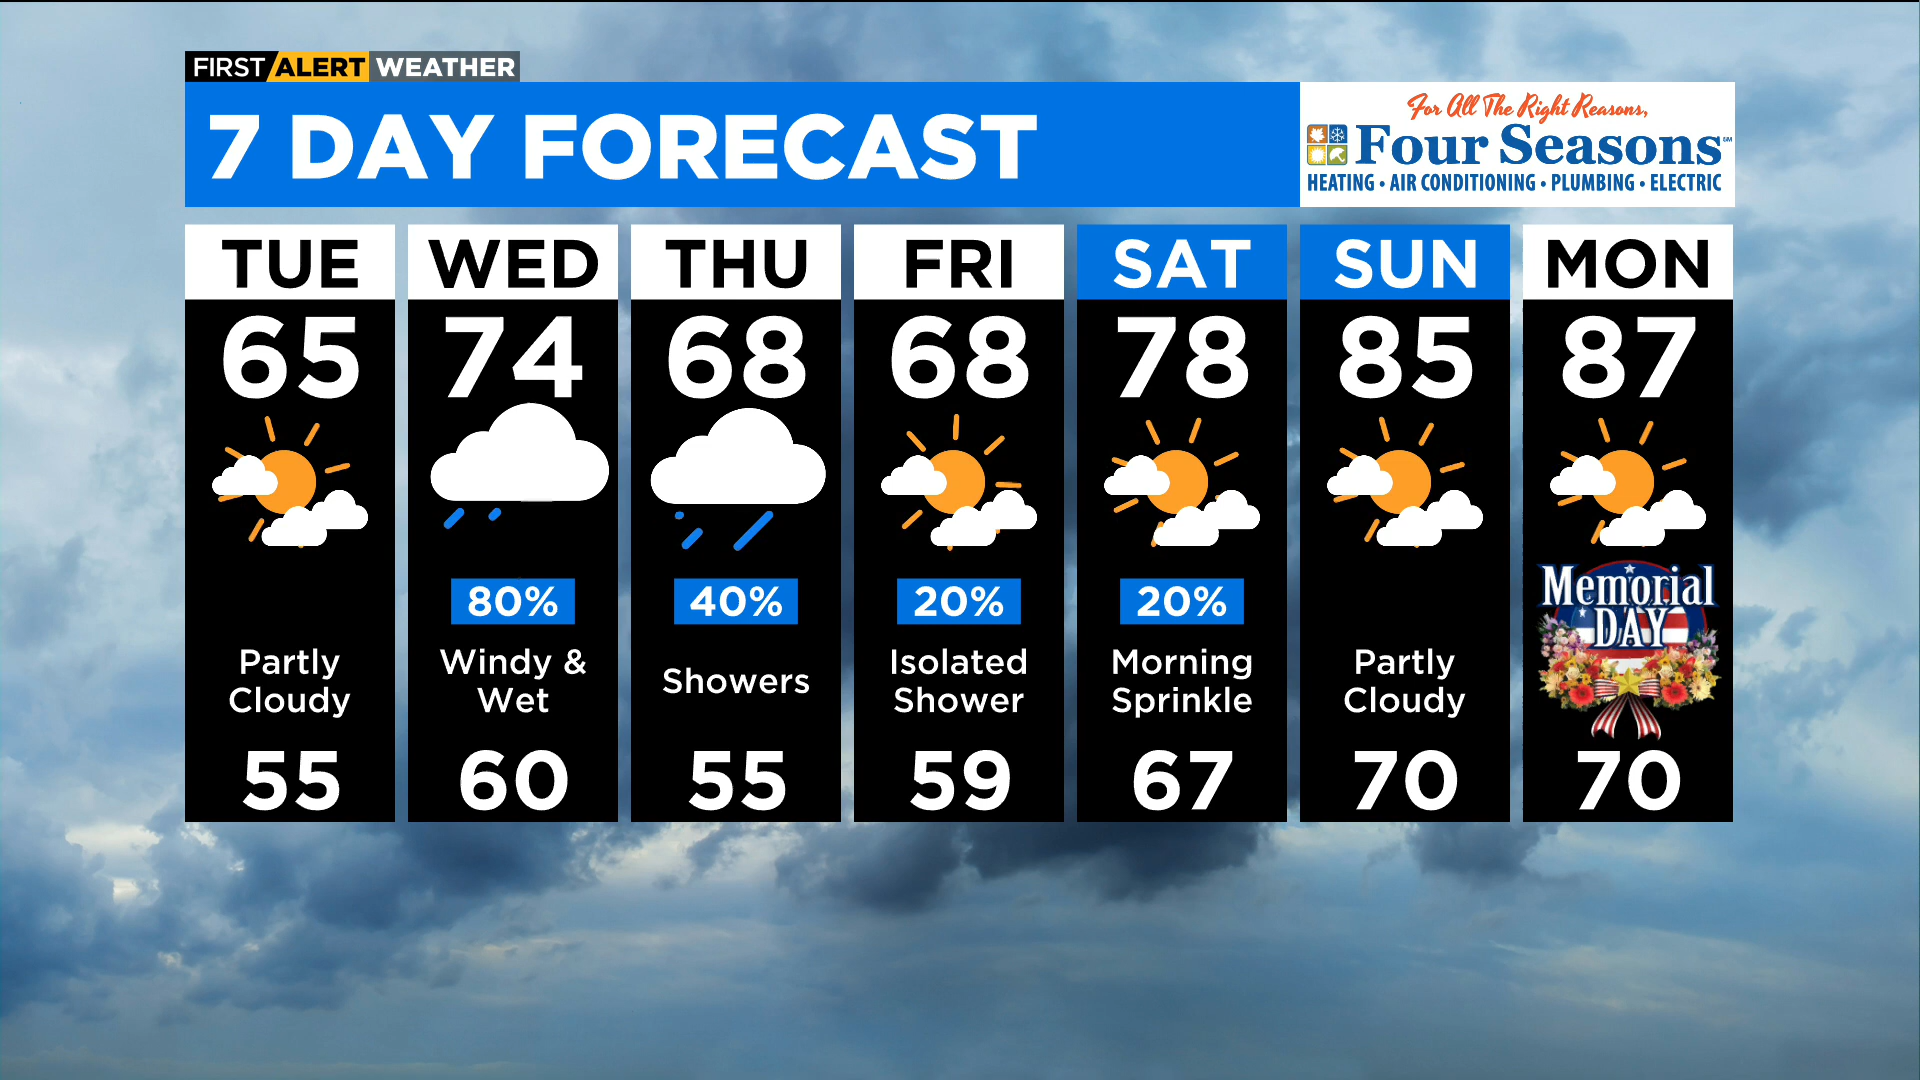 FIRST ALERT WEATHER
7 DAY FORECAST
For All The Right Reasons,
Four Seasons℠
HEATING • AIR CONDITIONING • PLUMBING • ELECTRIC
TUE
65
Partly
Cloudy
55
WED
74
80%
Windy &
Wet
60
THU
68
40%
Showers
55
FRI
68
20%
Isolated
Shower
59
SAT
78
20%
Morning
Sprinkle
67
SUN
85
Partly
Cloudy
70
MON
87
Memorial
DAY
70